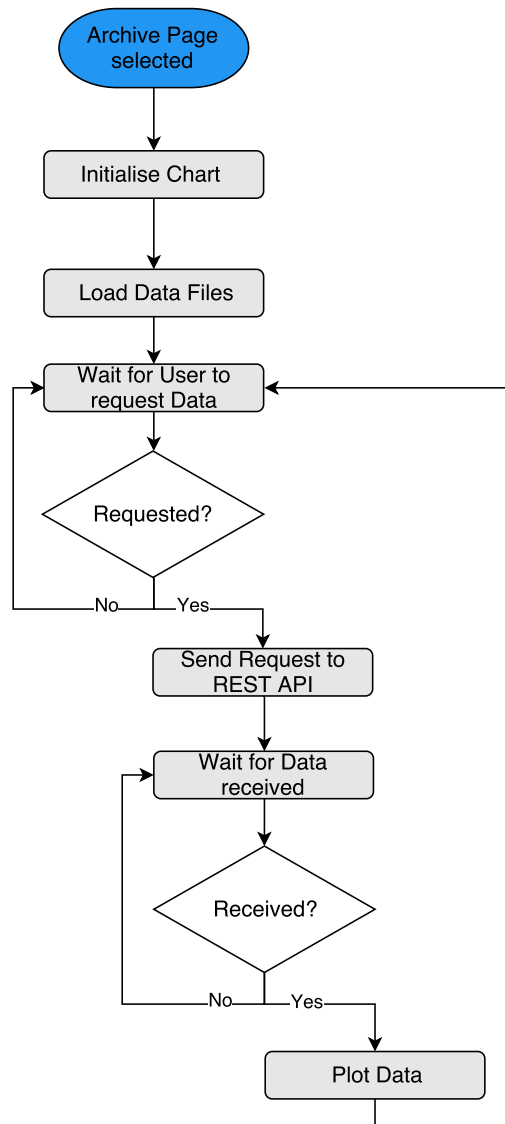 Archive Page
selected
Initialise Chart
Load Data Files
Wait for User to
request Data
Requested?
No
Yes
Send Request to
REST API
Wait for Data
received
Received?
No
Yes
Plot Data